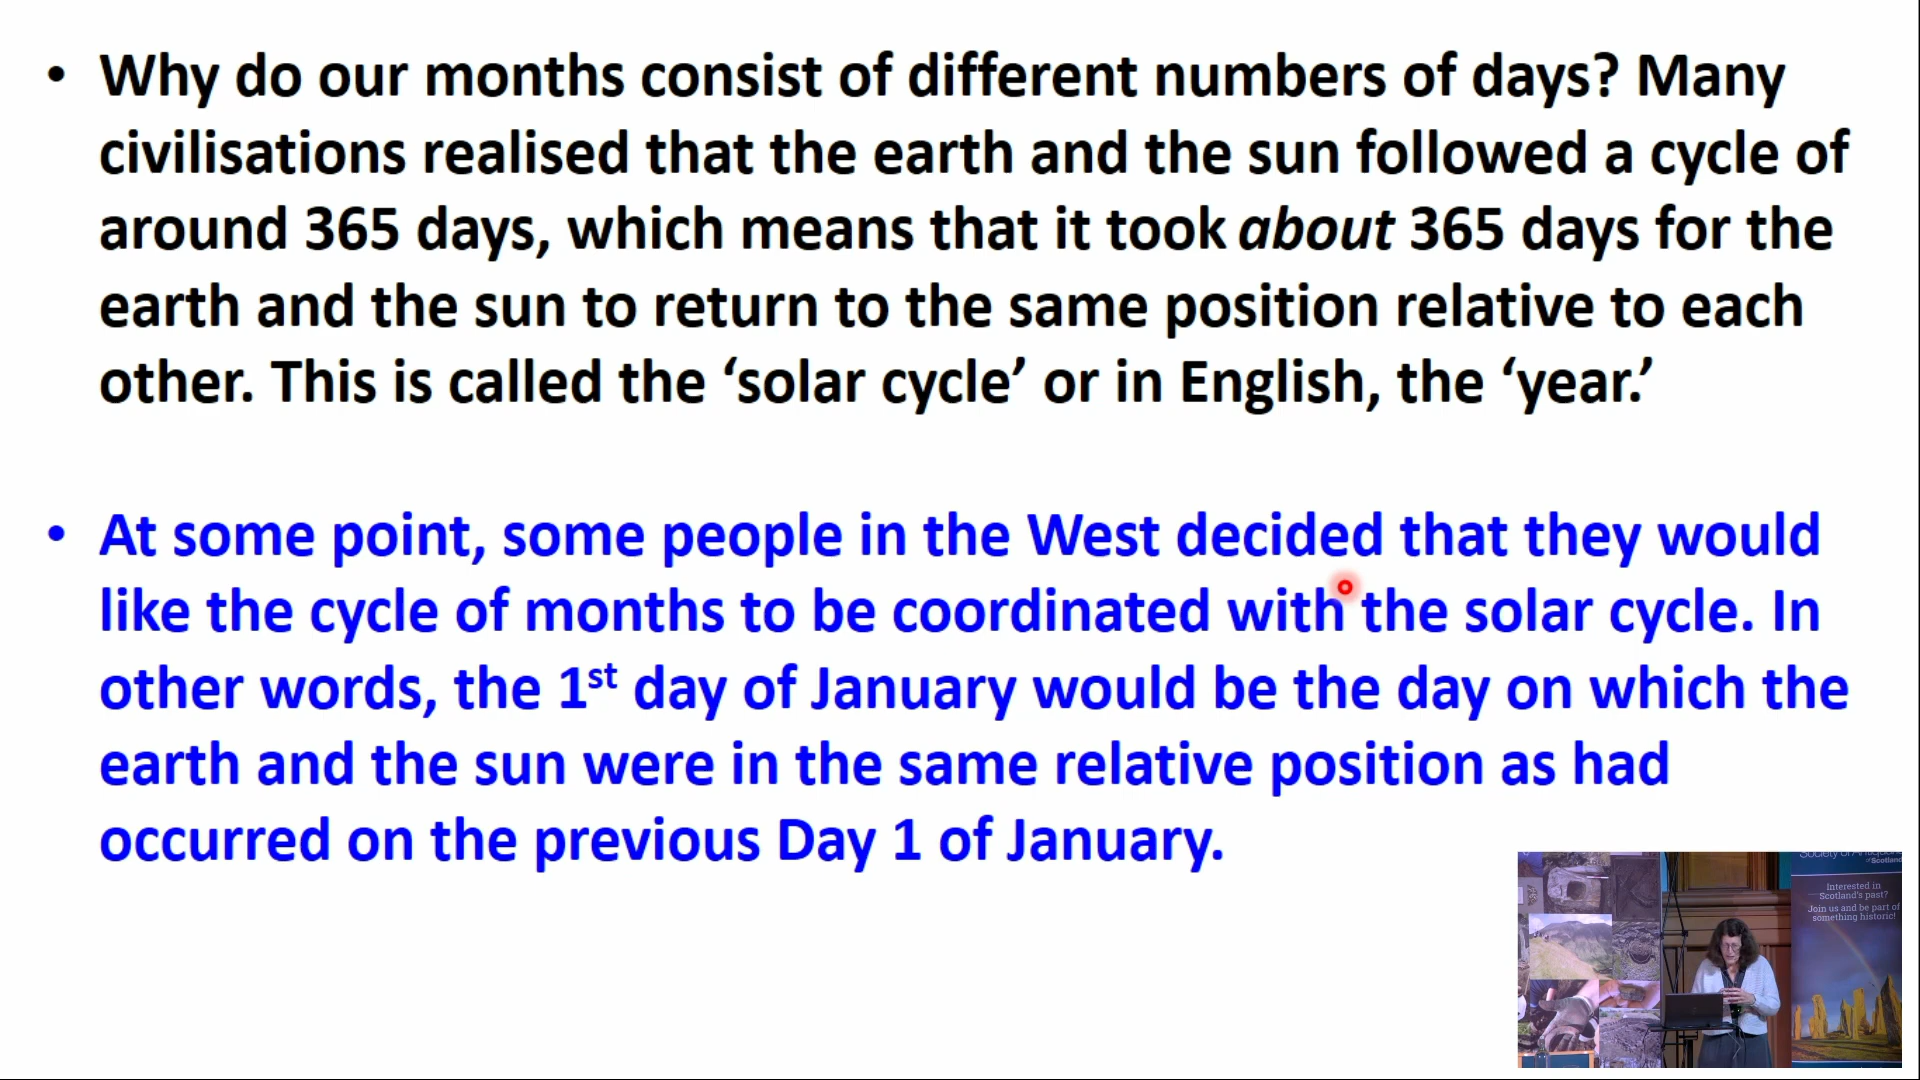 • Why do our months consist of different numbers of days? Many
civilisations realised that the earth and the sun followed a cycle of
around 365 days, which means that it took about 365 days for the
earth and the sun to return to the same position relative to each
other. This is called the ‘solar cycle’ or in English, the ‘year.’
• At some point, some people in the West decided that they would
like the cycle of months to be coordinated with the solar cycle. In
other words, the 1st day of January would be the day on which the
earth and the sun were in the same relative position as had
occurred on the previous Day 1 of January.
of Scotland
Interested in
Scotland's past?
Join us and be part of
something historic!